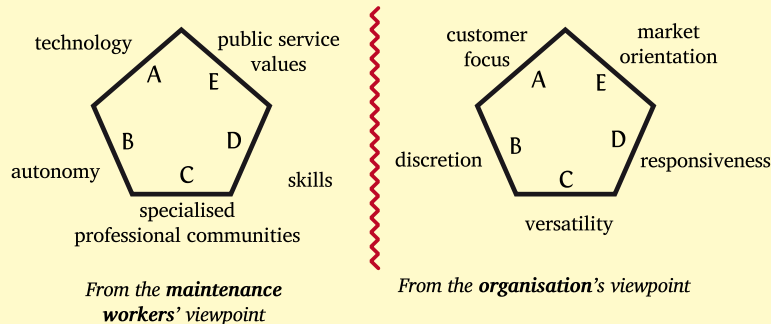 technology
public service
values
A
E
B
D
autonomy
C
skills
specialised
professional communities
From the maintenance
workers' viewpoint
customer
focus
market
orientation
A
E
B
D
discretion
responsiveness
C
versatility
From the organisation's viewpoint